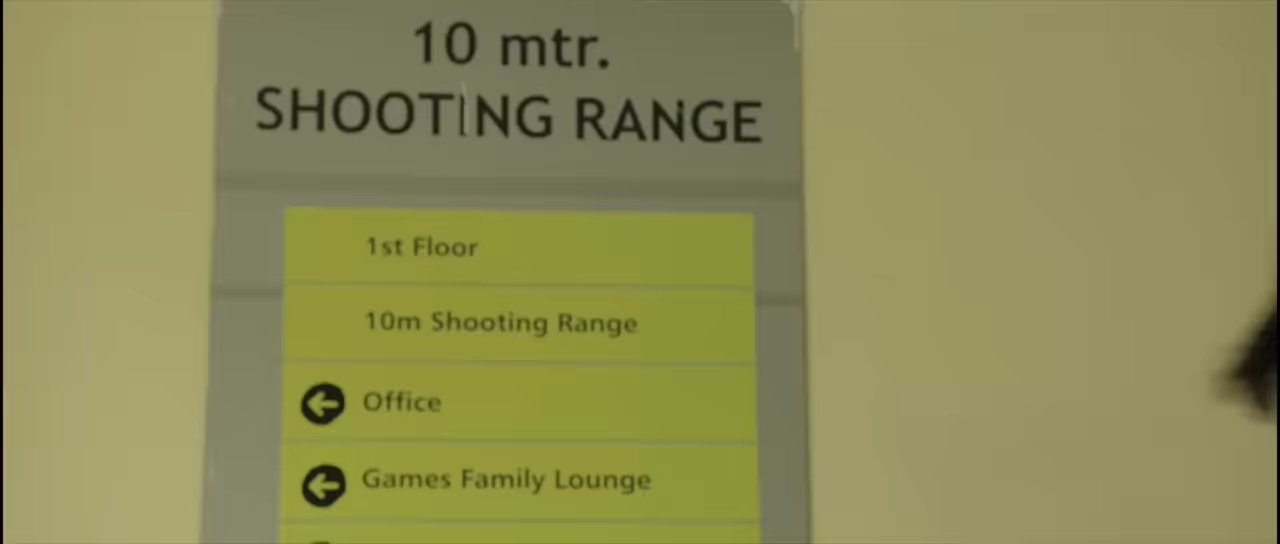 10 mtr.
SHOOTING RANGE
1st Floor
10m Shooting Range
Office
Games Family Lounge